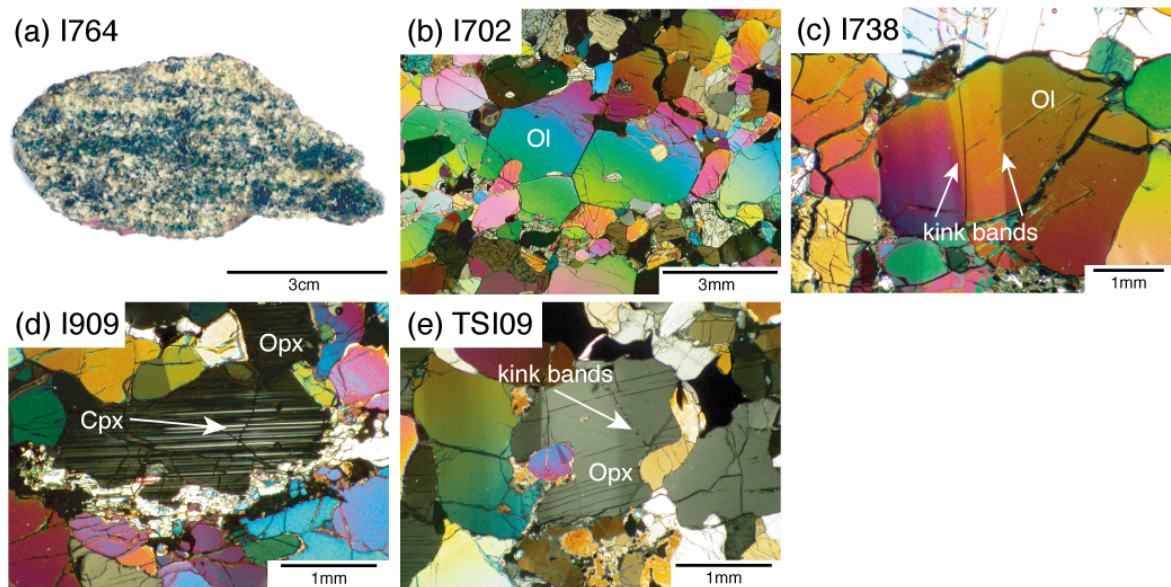 (a) I764
3cm
(b) I702
Ol
3mm
(c) I738
Ol
kink bands
1mm
(d) I909
Opx
Cpx
1mm
(e) TSI09
kink bands
Opx
1mm